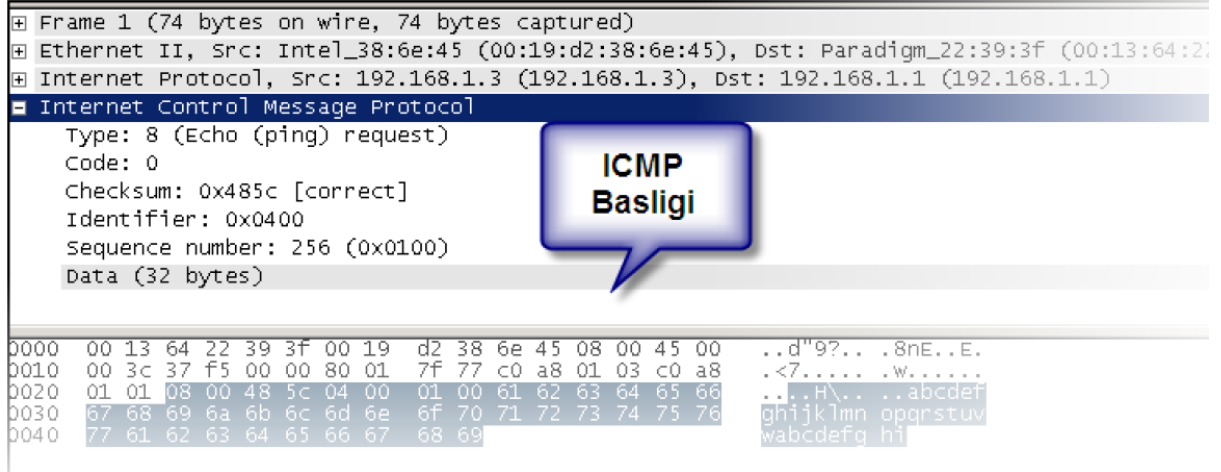 Frame 1 (74 bytes on wire, 74 bytes captured)
Ethernet II, Src: Intel_38:6e:45 (00:19:d2:38:6e:45), Dst: Paradigm_22:39:3f (00:13:64:22
Internet Protocol, Src: 192.168.1.3 (192.168.1.3), Dst: 192.168.1.1 (192.168.1.1)
Internet Control Message Protocol
Type: 8 (Echo (ping) request)
Code: 0
Checksum: 0x485c [correct]
Identifier: 0x0400
Sequence number: 256 (0x0100)
Data (32 bytes)
ICMP
Basligi
0000 00 13 64 22 39 3f 00 19 d2 38 6e 45 08 00 45 00 ..d"9?.. .8nE..E.
0010 00 3c 37 f5 00 00 80 01 7f 77 c0 a8 01 03 c0 a8 .<7..... .w......
0020 01 01 08 00 48 5c 04 00 01 00 61 62 63 64 65 66 ....H\.. ..abcdef
0030 67 68 69 6a 6b 6c 6d 6e 6f 70 71 72 73 74 75 76 ghijklmn opqrstuv
0040 77 61 62 63 64 65 66 67 68 69 wabcdefg hi